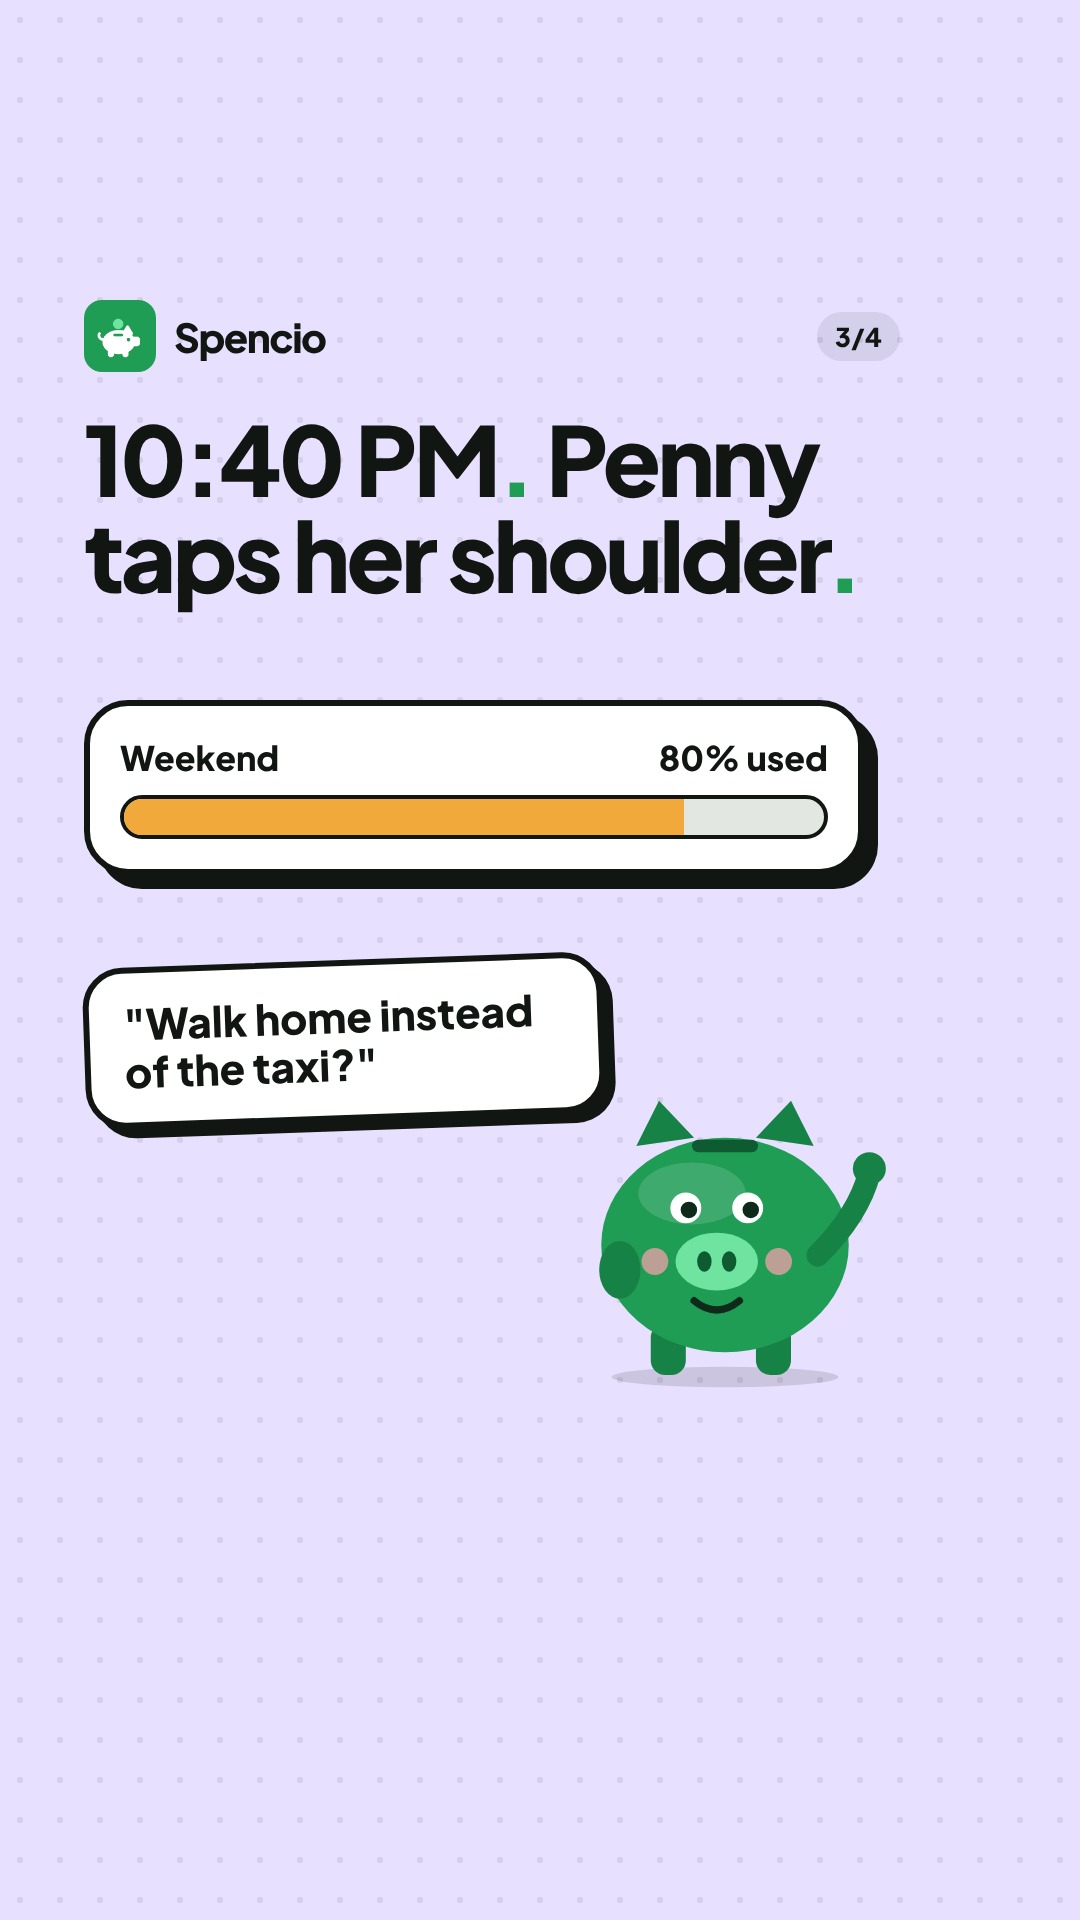 Spencio
3/4
10:40 PM. Penny
taps her shoulder.
Weekend
80% used
"Walk home instead
of the taxi?"